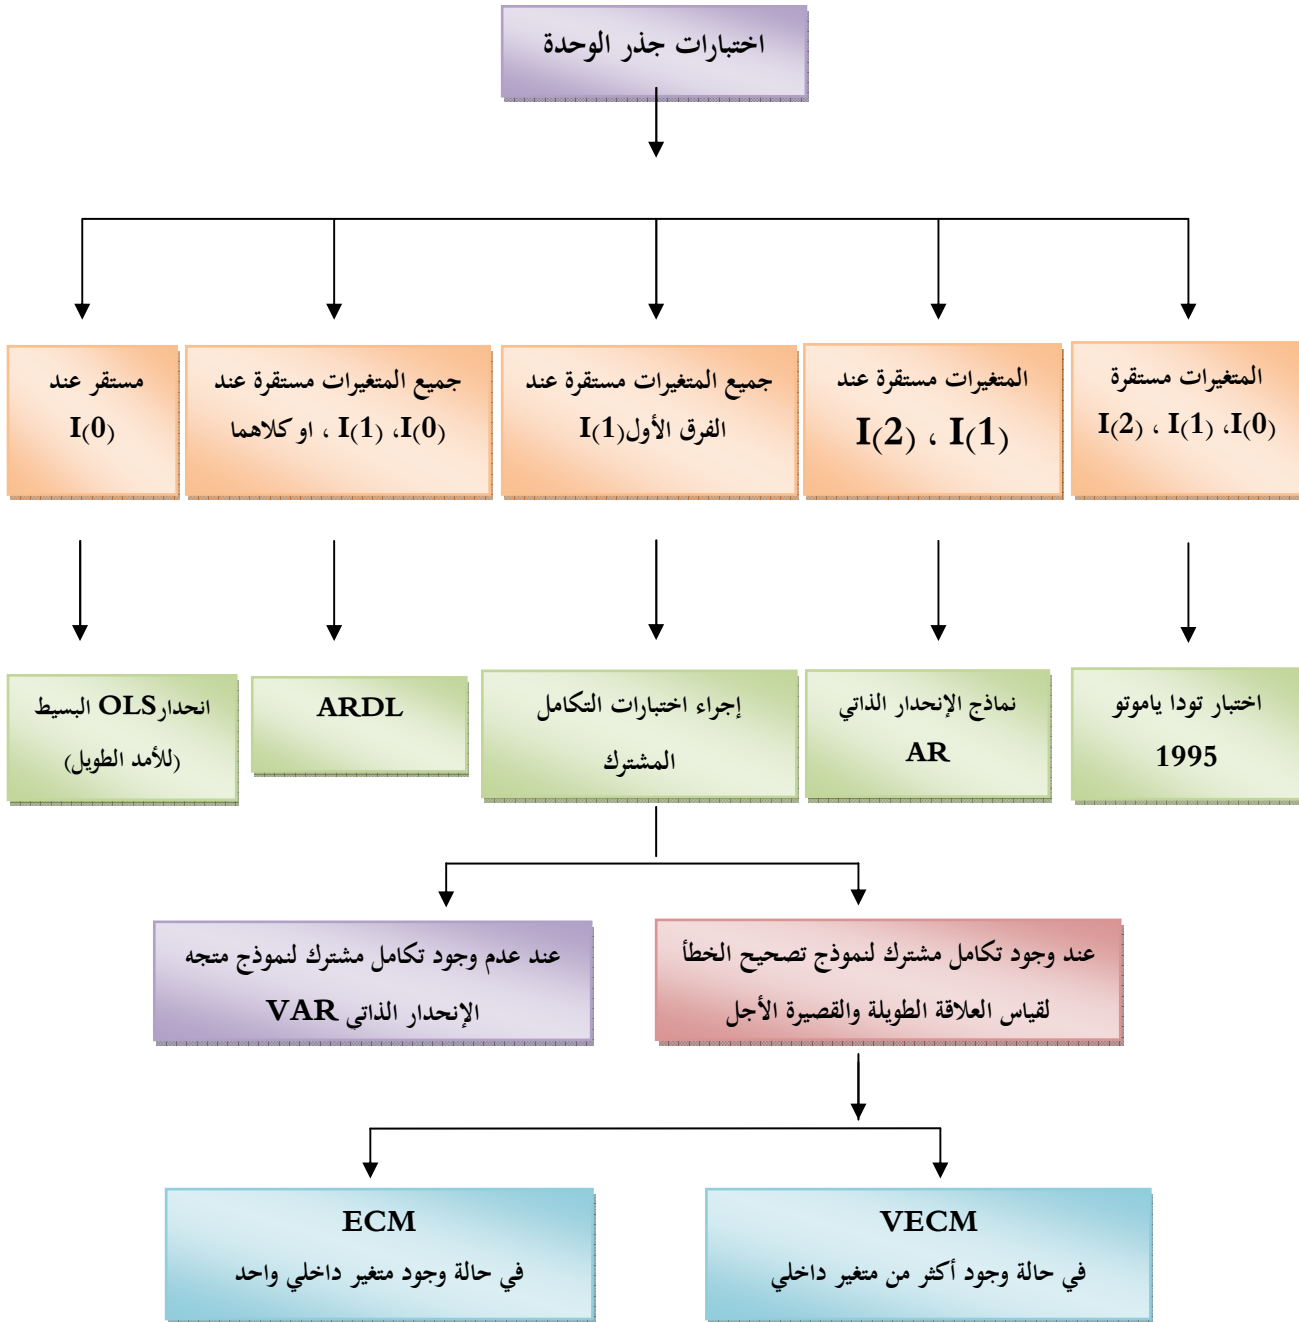 اختبارات جذر الوحدة
المتغيرات مستقرة
I(0)، I(1) ، I(2)
المتغيرات مستقرة عند
I(1) ، I(2)
جميع المتغيرات مستقرة عند
الفرق الأول I(1)
جميع المتغيرات مستقرة عند
I(0)، I(1) ، او كلاهما
مستقر عند
I(0)
اختبار تودا ياموتو
1995
نماذج الإنحدار الذاتي
AR
إجراء اختبارات التكامل
المشترك
ARDL
انحدار OLS البسيط
(للأمد الطويل)
عند وجود تكامل مشترك لنموذج تصحيح الخطأ
لقياس العلاقة الطويلة والقصيرة الأجل
عند عدم وجود تكامل مشترك لنموذج متجه
الإنحدار الذاتي VAR
VECM
في حالة وجود أكثر من متغير داخلي
ECM
في حالة وجود متغير داخلي واحد